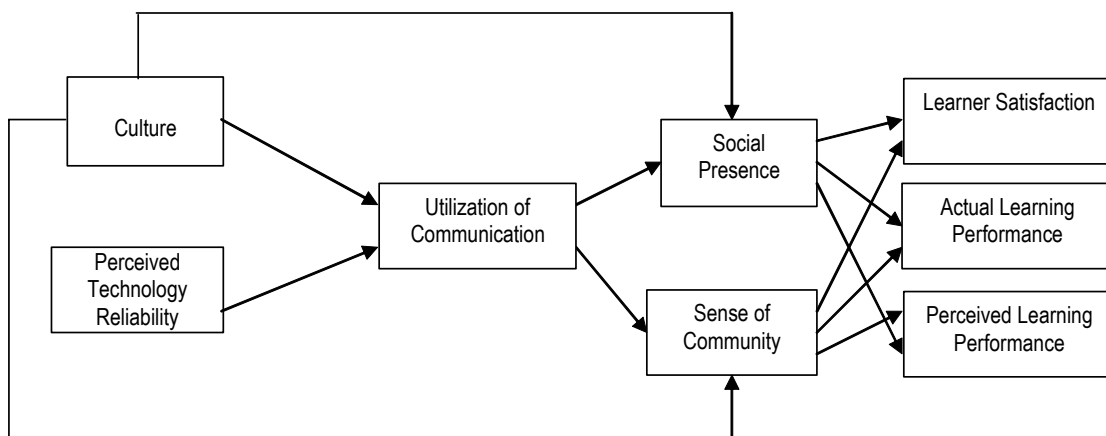 Culture
Perceived
Technology
Reliability
Utilization of
Communication
Social
Presence
Sense of
Community
Learner Satisfaction
Actual Learning
Performance
Perceived Learning
Performance